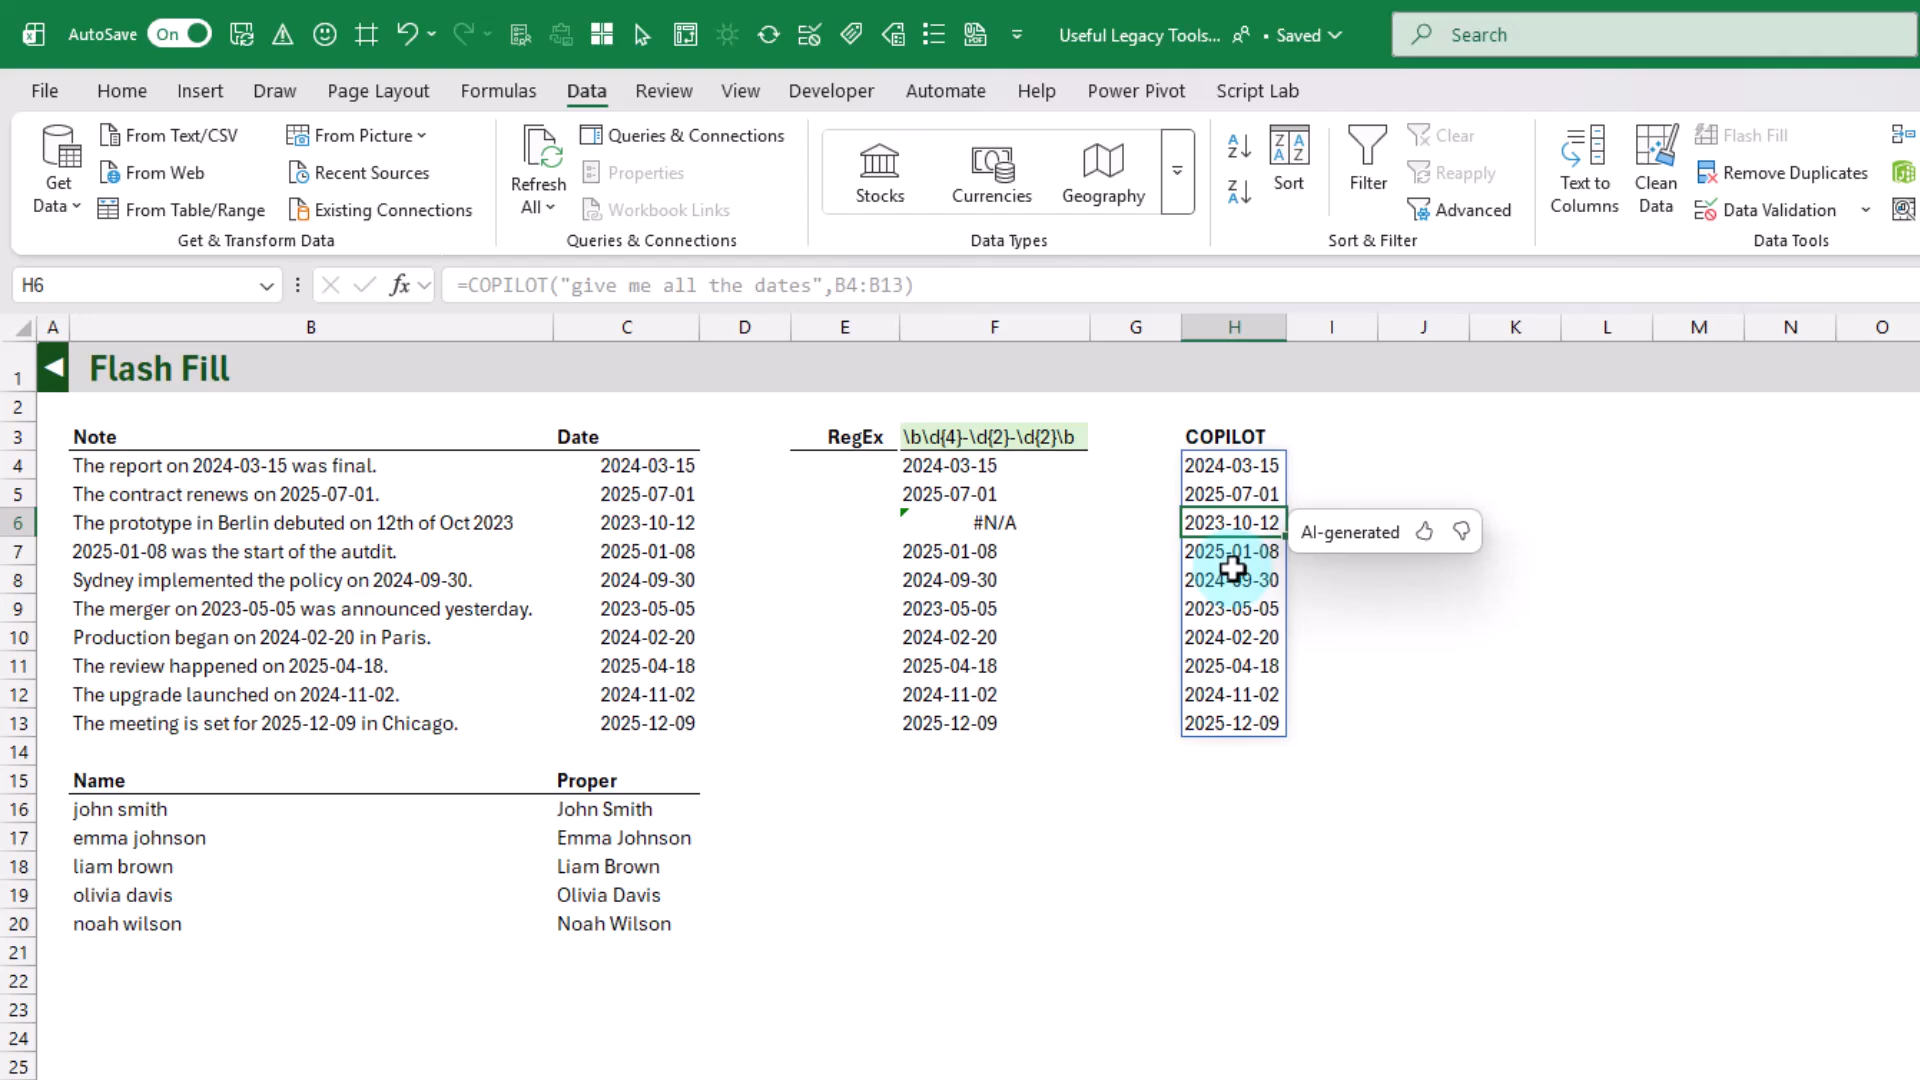 AutoSave On Useful Legacy Tools... • Saved Search
File Home Insert Draw Page Layout Formulas Data Review View Developer Automate Help Power Pivot Script Lab
Get Data
From Text/CSV
From Web
From Table/Range
From Picture
Recent Sources
Existing Connections
Get & Transform Data
Refresh All
Queries & Connections
Properties
Workbook Links
Queries & Connections
Stocks
Currencies
Geography
Data Types
Sort
Filter
Clear
Reapply
Advanced
Sort & Filter
Text to Columns
Clean Data
Flash Fill
Remove Duplicates
Data Validation
Data Tools
H6 fx =COPILOT("give me all the dates",B4:B13)
A B C D E F G H I J K L M N O
1 Flash Fill
2
3 Note Date RegEx \b\d{4}-\d{2}-\d{2}\b COPILOT
4 The report on 2024-03-15 was final. 2024-03-15 2024-03-15 2024-03-15
5 The contract renews on 2025-07-01. 2025-07-01 2025-07-01 2025-07-01
6 The prototype in Berlin debuted on 12th of Oct 2023 2023-10-12 #N/A 2023-10-12 AI-generated
7 2025-01-08 was the start of the autdit. 2025-01-08 2025-01-08 2025-01-08
8 Sydney implemented the policy on 2024-09-30. 2024-09-30 2024-09-30 2024-09-30
9 The merger on 2023-05-05 was announced yesterday. 2023-05-05 2023-05-05 2023-05-05
10 Production began on 2024-02-20 in Paris. 2024-02-20 2024-02-20 2024-02-20
11 The review happened on 2025-04-18. 2025-04-18 2025-04-18 2025-04-18
12 The upgrade launched on 2024-11-02. 2024-11-02 2024-11-02 2024-11-02
13 The meeting is set for 2025-12-09 in Chicago. 2025-12-09 2025-12-09 2025-12-09
14
15 Name Proper
16 john smith John Smith
17 emma johnson Emma Johnson
18 liam brown Liam Brown
19 olivia davis Olivia Davis
20 noah wilson Noah Wilson
21
22
23
24
25